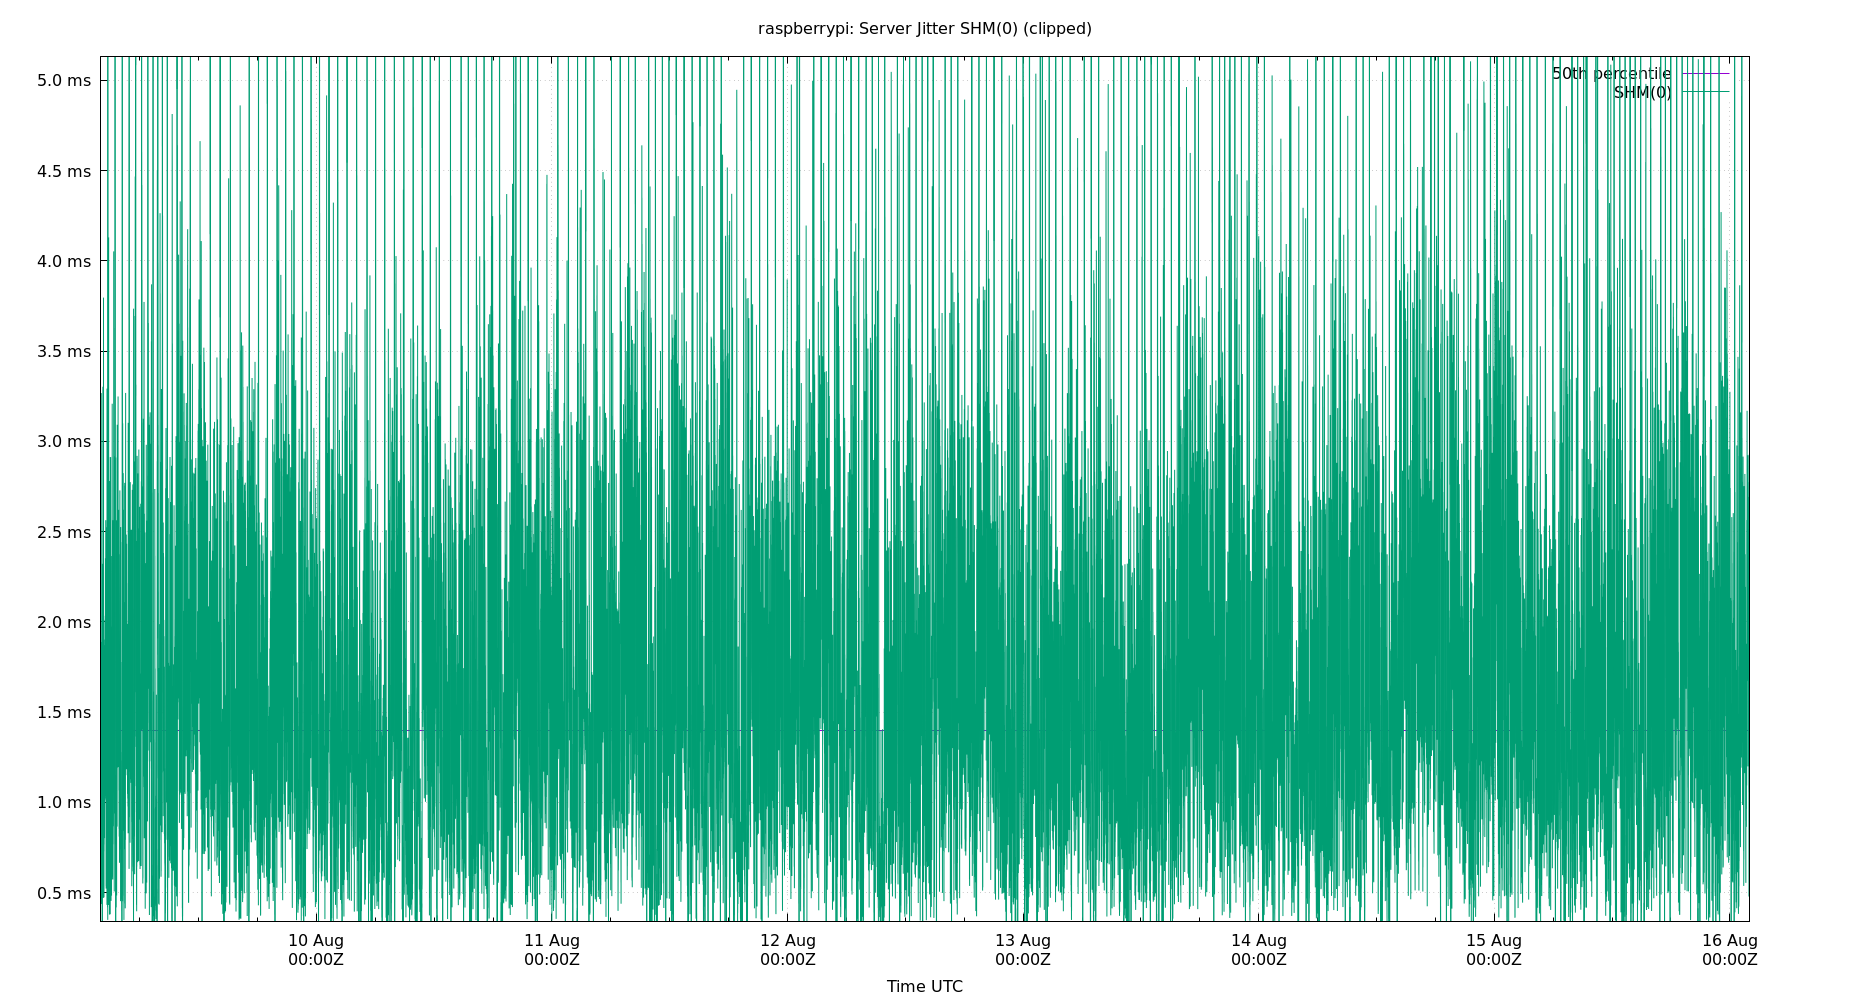 raspberrypi: Server Jitter SHM(0) (clipped)
5.0 ms
50th percentile
SHM(0)
4.5 ms
4.0 ms
3.5 ms
3.0 ms
2.5 ms
2.0 ms
1.5 ms
1.0 ms
0.5 ms
10 Aug 11 Aug 12 Aug 13 Aug 14 Aug 15 Aug 16 Aug
00:00Z 00:00Z 00:00Z 00:00Z 00:00Z 00:00Z 00:00Z
Time UTC